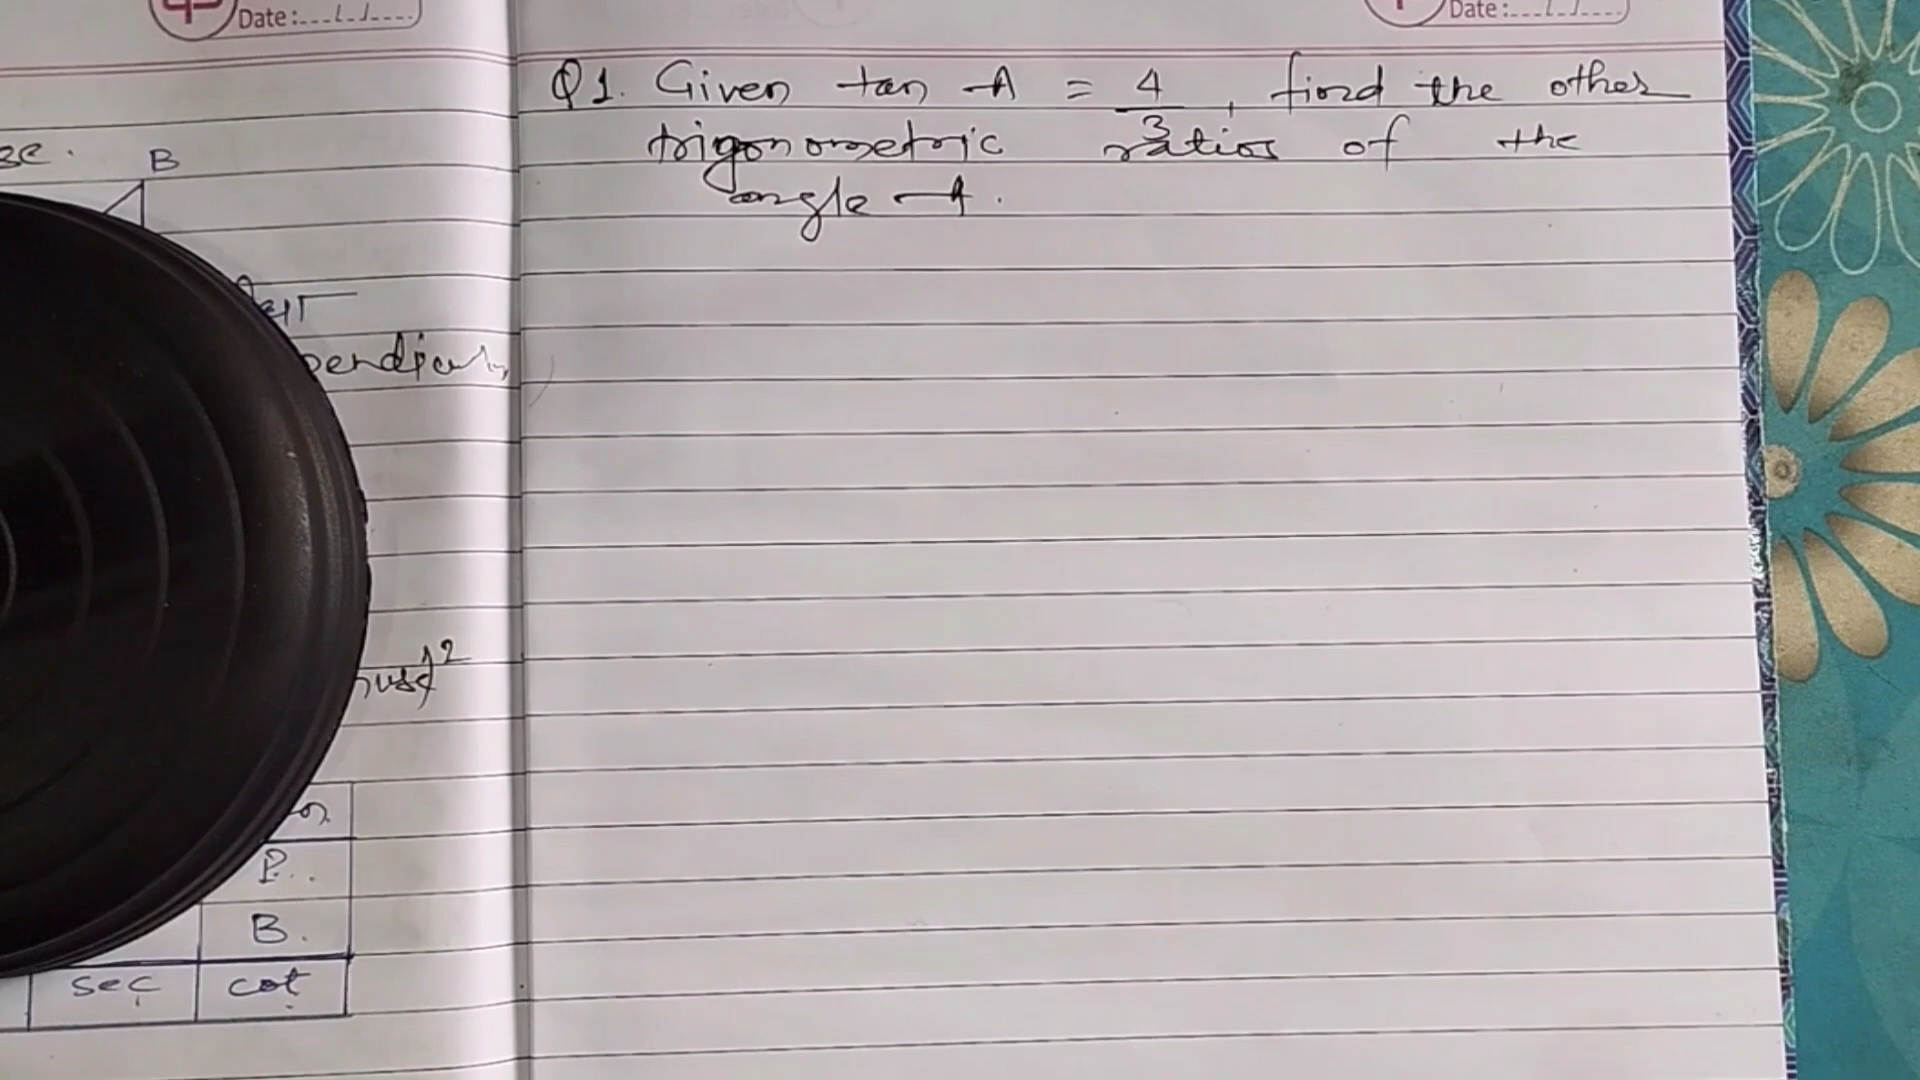 Date:
Date:
B
Q1. Given tan A = 4/3, find the other
trigonometric ratios of the
angle A.
P..
B.
sec cot